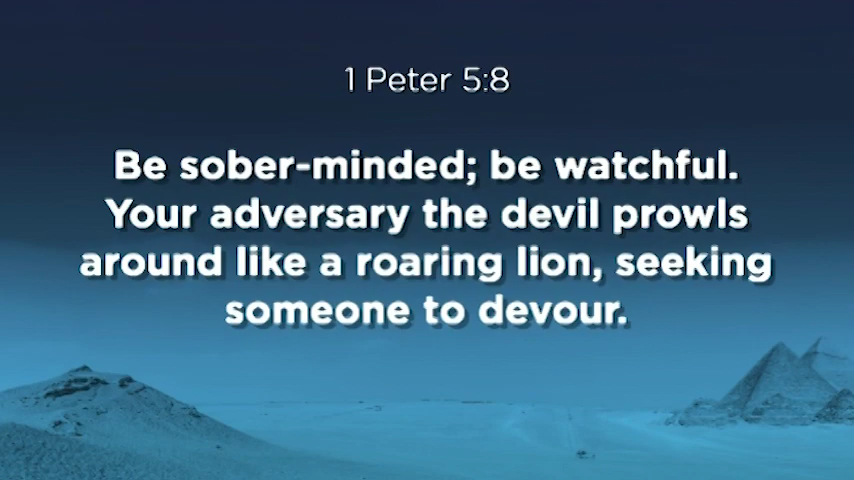 1 Peter 5:8
Be sober-minded; be watchful.
Your adversary the devil prowls
around like a roaring lion, seeking
someone to devour.